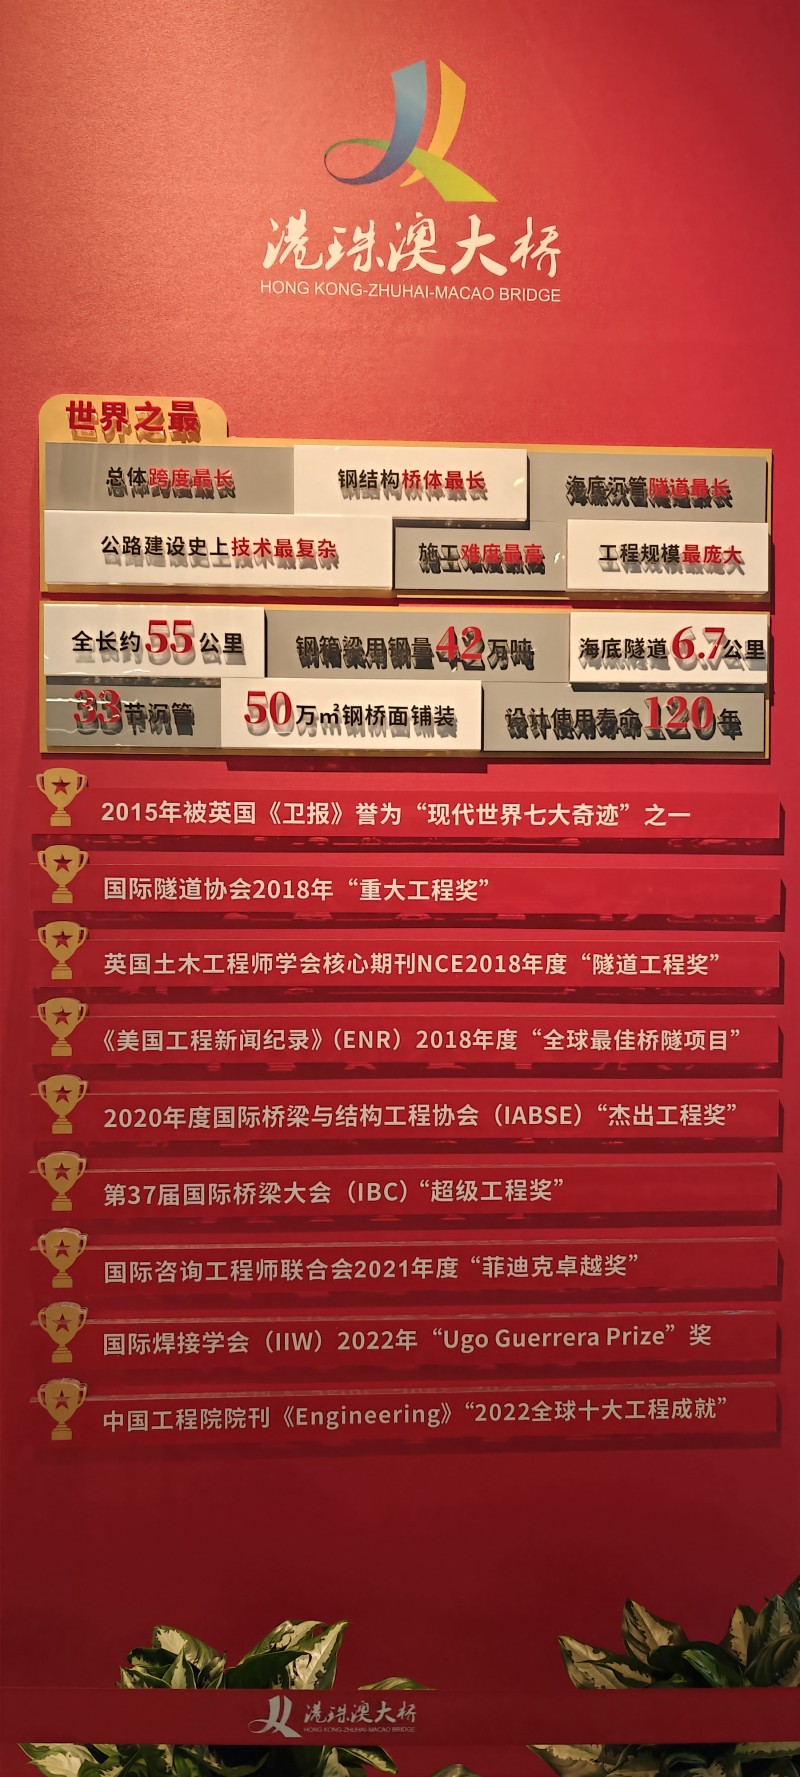 港珠澳大桥
HONG KONG-ZHUHAI-MACAO BRIDGE
世界之最
总体跨度最长 钢结构桥体最长 海底沉管隧道最长
公路建设史上技术最复杂 施工难度最高 工程规模最庞大
全长约55公里 钢箱梁用钢量42万吨 海底隧道6.7公里
33节沉管 50万㎡钢桥面铺装 设计使用寿命120年
2015年被英国《卫报》誉为“现代世界七大奇迹”之一
国际隧道协会2018年“重大工程奖”
英国土木工程师学会核心期刊NCE2018年度“隧道工程奖”
《美国工程新闻纪录》（ENR）2018年度“全球最佳桥隧项目”
2020年度国际桥梁与结构工程协会（IABSE）“杰出工程奖”
第37届国际桥梁大会（IBC）“超级工程奖”
国际咨询工程师联合会2021年度“菲迪克卓越奖”
国际焊接学会（IIW）2022年“Ugo Guerrera Prize”奖
中国工程院院刊《Engineering》“2022全球十大工程成就”
港珠澳大桥
HONG KONG-ZHUHAI-MACAO BRIDGE